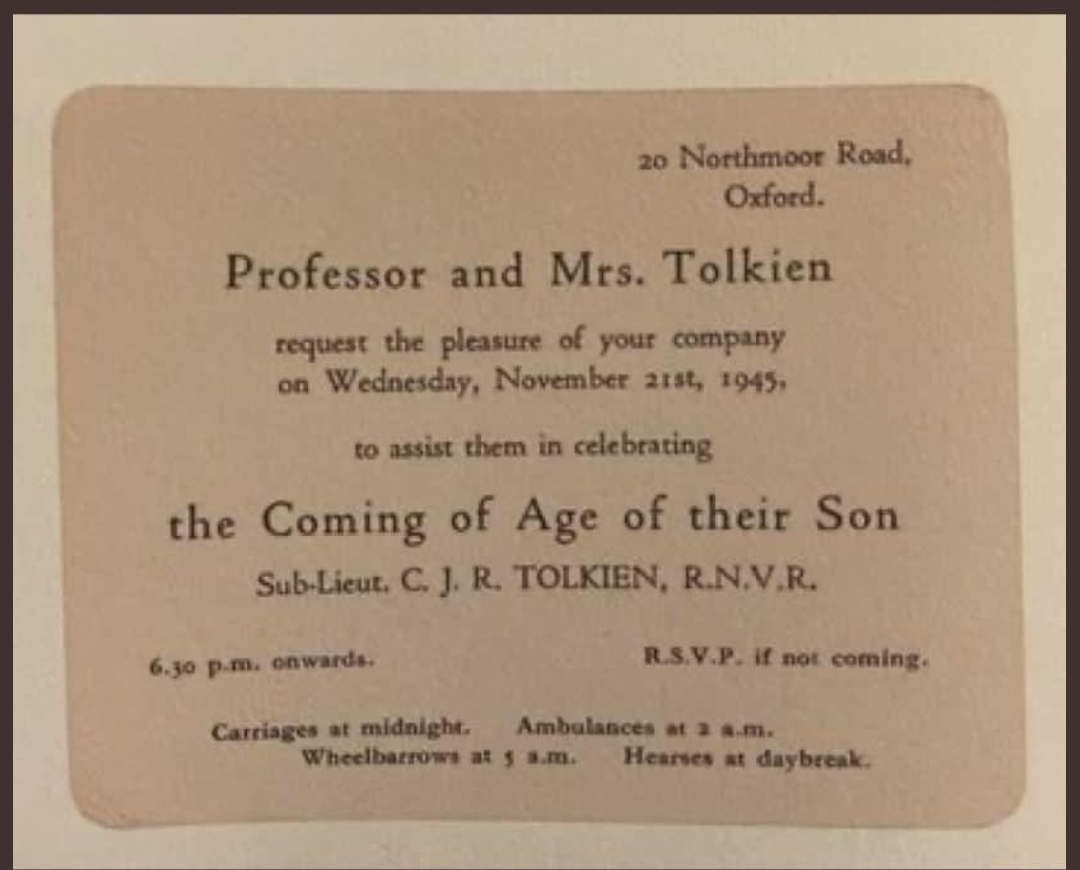 20 Northmoor Road,
Oxford.
Professor and Mrs. Tolkien
request the pleasure of your company
on Wednesday, November 21st, 1945,
to assist them in celebrating
the Coming of Age of their Son
Sub-Lieut. C. J. R. TOLKIEN, R.N.V.R.
6.30 p.m. onwards. R.S.V.P. if not coming.
Carriages at midnight. Ambulances at 2 a.m.
Wheelbarrows at 5 a.m. Hearses at daybreak.